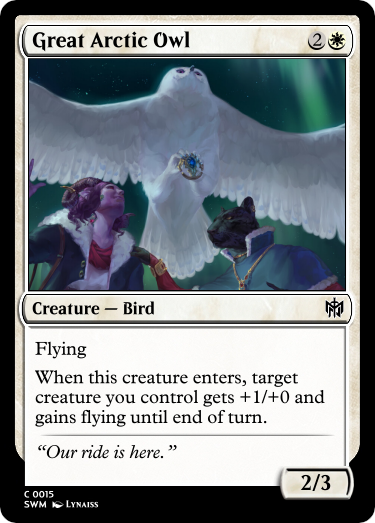 Great Arctic Owl 2
Creature — Bird
Flying
When this creature enters, target
creature you control gets +1/+0 and
gains flying until end of turn.
“Our ride is here.”
2/3
C 0015
SWM Lynaiss